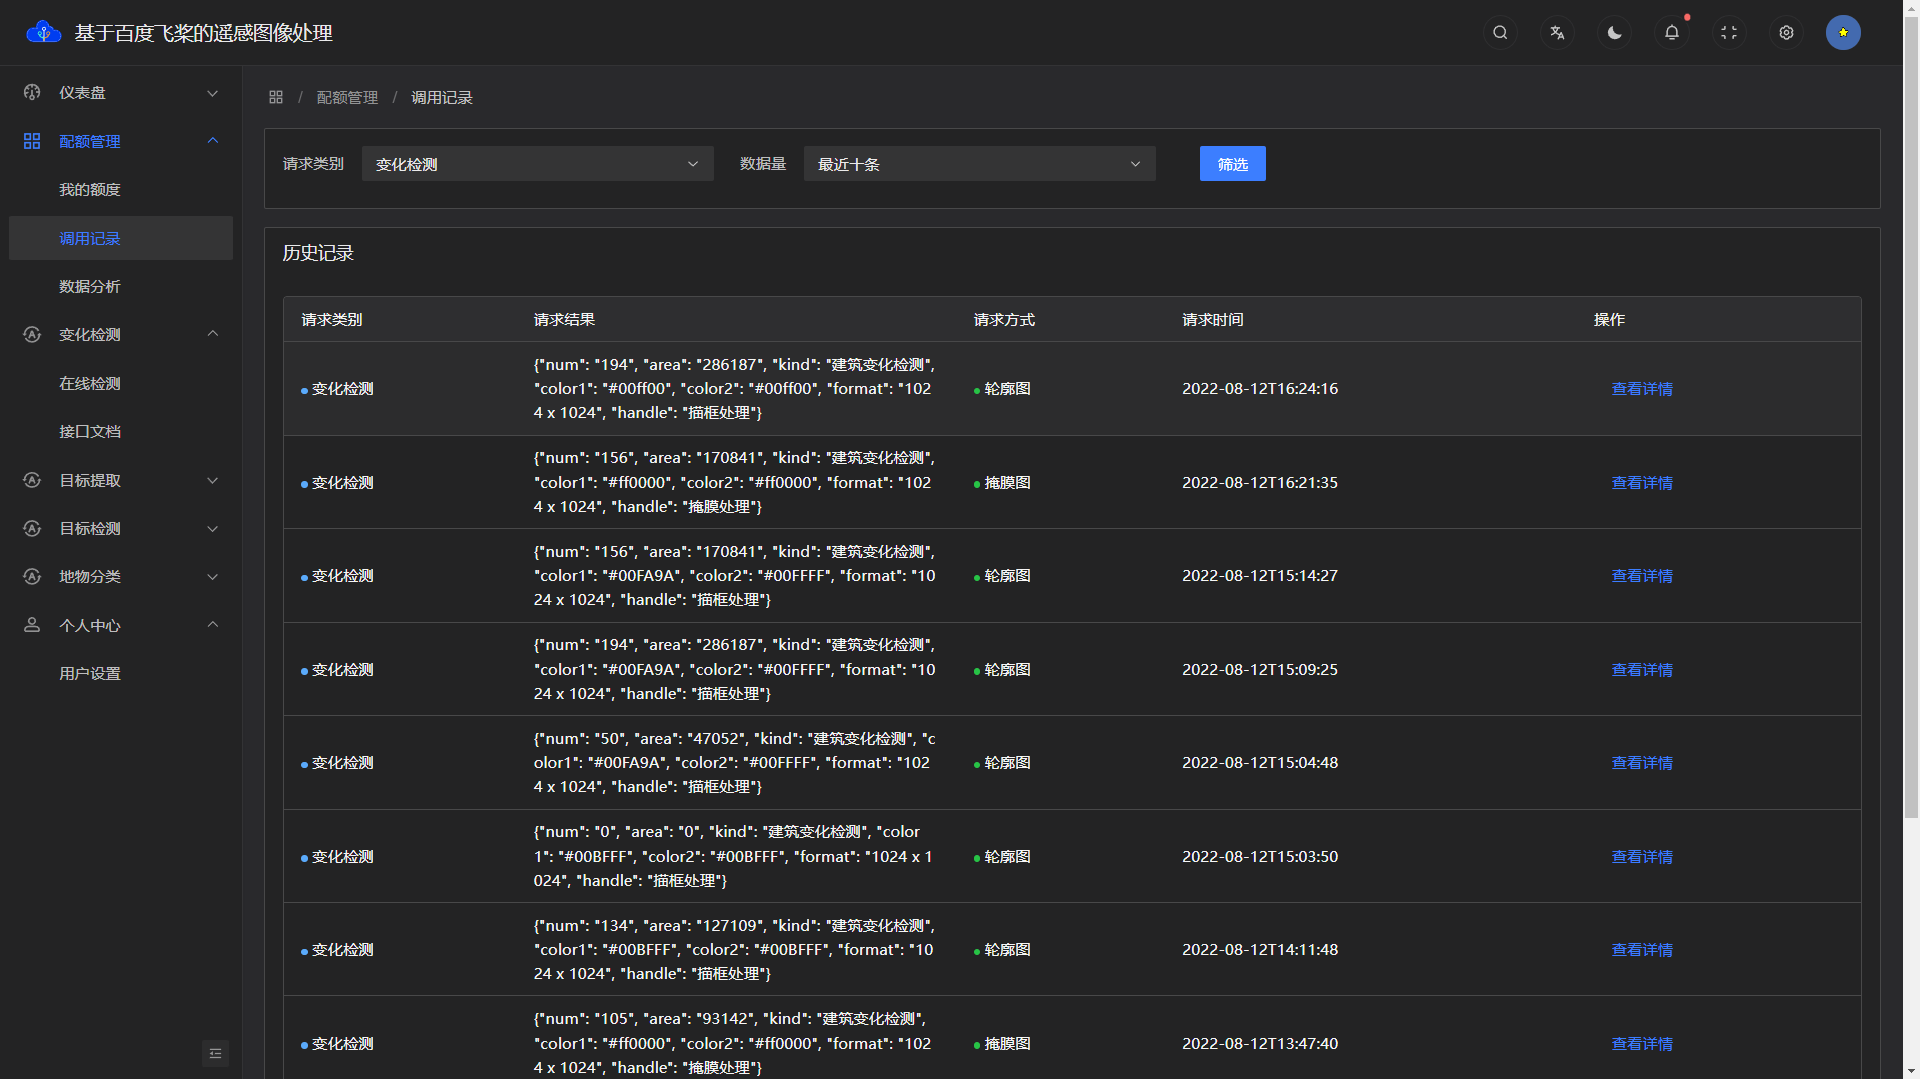 基于百度飞桨的遥感图像处理
仪表盘
配额管理
我的额度
调用记录
数据分析
变化检测
在线检测
接口文档
目标提取
目标检测
地物分类
个人中心
用户设置
/ 配额管理 / 调用记录
请求类别 变化检测 数据量 最近十条 筛选
历史记录
请求类别 请求结果 请求方式 请求时间 操作
变化检测
{"num": "194", "area": "286187", "kind": "建筑变化检测",
"color1": "#00ff00", "color2": "#00ff00", "format": "102
4 x 1024", "handle": "描框处理"}
轮廓图
2022-08-12T16:24:16
查看详情
变化检测
{"num": "156", "area": "170841", "kind": "建筑变化检测",
"color1": "#ff0000", "color2": "#ff0000", "format": "102
4 x 1024", "handle": "掩膜处理"}
掩膜图
2022-08-12T16:21:35
查看详情
变化检测
{"num": "156", "area": "170841", "kind": "建筑变化检测",
"color1": "#00FA9A", "color2": "#00FFFF", "format": "10
24 x 1024", "handle": "描框处理"}
轮廓图
2022-08-12T15:14:27
查看详情
变化检测
{"num": "194", "area": "286187", "kind": "建筑变化检测",
"color1": "#00FA9A", "color2": "#00FFFF", "format": "10
24 x 1024", "handle": "描框处理"}
轮廓图
2022-08-12T15:09:25
查看详情
变化检测
{"num": "50", "area": "47052", "kind": "建筑变化检测", "c
olor1": "#00FA9A", "color2": "#00FFFF", "format": "102
4 x 1024", "handle": "描框处理"}
轮廓图
2022-08-12T15:04:48
查看详情
变化检测
{"num": "0", "area": "0", "kind": "建筑变化检测", "color
1": "#00BFFF", "color2": "#00BFFF", "format": "1024 x 1
024", "handle": "描框处理"}
轮廓图
2022-08-12T15:03:50
查看详情
变化检测
{"num": "134", "area": "127109", "kind": "建筑变化检测",
"color1": "#00BFFF", "color2": "#00BFFF", "format": "10
24 x 1024", "handle": "描框处理"}
轮廓图
2022-08-12T14:11:48
查看详情
变化检测
{"num": "105", "area": "93142", "kind": "建筑变化检测",
"color1": "#ff0000", "color2": "#ff0000", "format": "102
4 x 1024", "handle": "掩膜处理"}
掩膜图
2022-08-12T13:47:40
查看详情